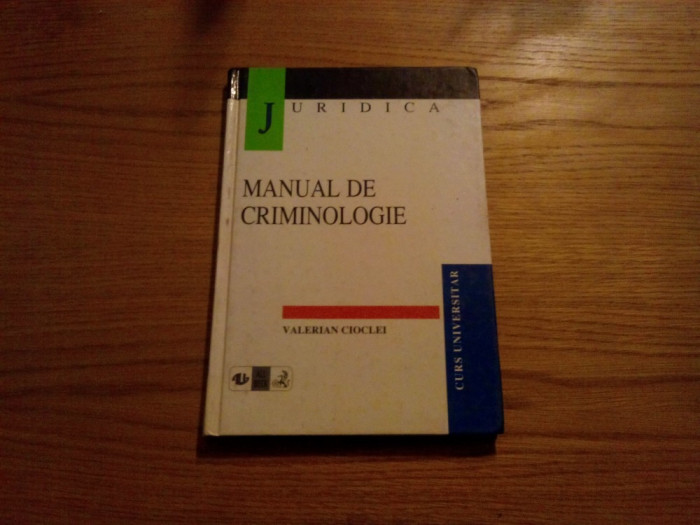 JURIDICA
MANUAL DE
CRIMINOLOGIE
VALERIAN CIOCLEI
CURS UNIVERSITAR